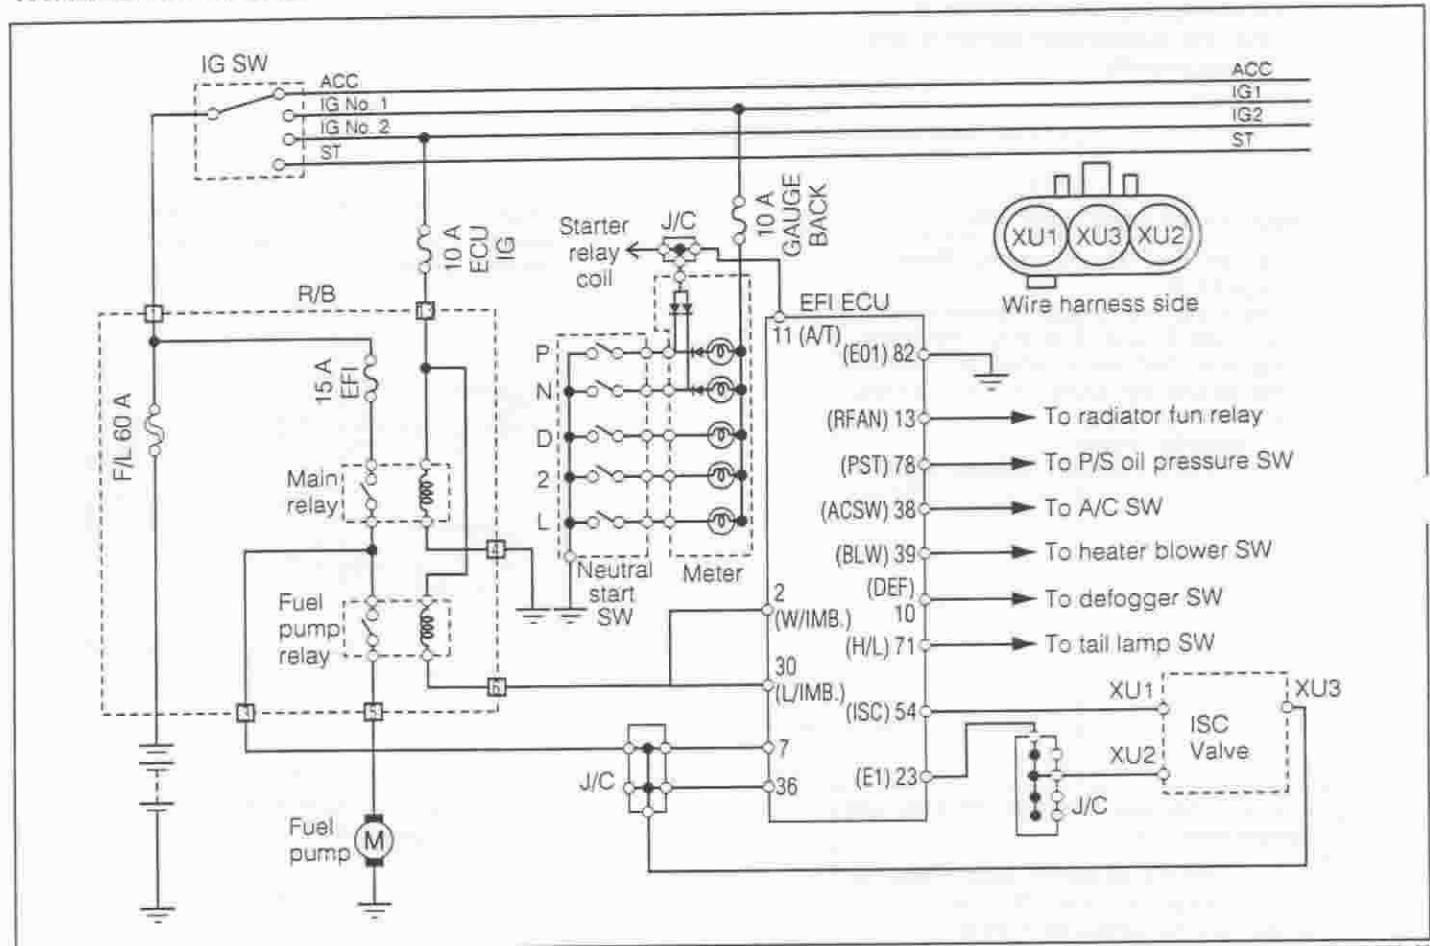 IG SW
ACC
IG No. 1
IG No. 2
ST
ACC
IG1
IG2
ST
10 A
ECU
IG
Starter
relay
coil
J/C
10 A
GAUGE
BACK
XU1 XU3 XU2
Wire harness side
R/B
1
F/L 60 A
15 A
EFI
Main
relay
4
Fuel
pump
relay
6
3
5
Fuel
pump
M
P
N
D
2
L
Neutral
start
SW
Meter
EFI ECU
11 (A/T)
(E01) 82
(RFAN) 13
To radiator fun relay
(PST) 78
To P/S oil pressure SW
(ACSW) 38
To A/C SW
(BLW) 39
To heater blower SW
(DEF)
10
To defogger SW
(H/L) 71
To tail lamp SW
2
(W/IMB.)
30
(L/IMB.)
(ISC) 54
XU1
XU3
ISC
Valve
XU2
7
36
J/C
(E1) 23
J/C